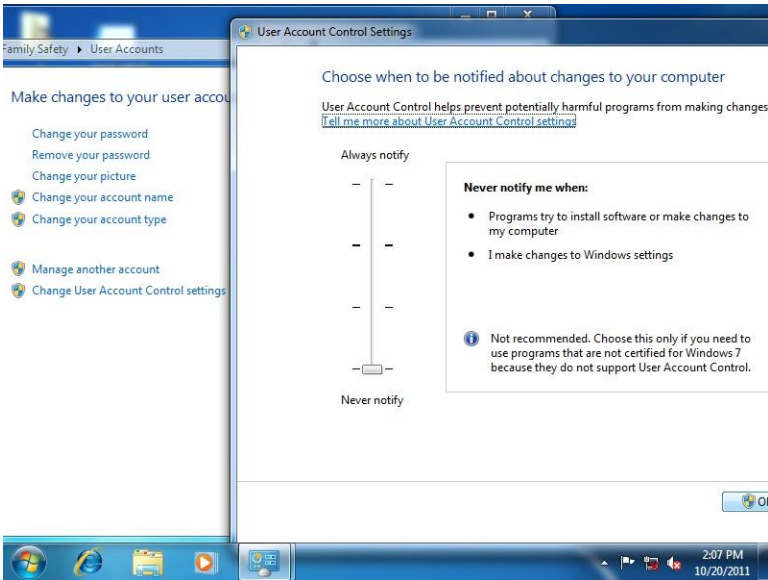 User Account Control Settings
Family Safety ▸ User Accounts
Make changes to your user accou
Change your password
Remove your password
Change your picture
Change your account name
Change your account type
Manage another account
Change User Account Control settings
Choose when to be notified about changes to your computer
User Account Control helps prevent potentially harmful programs from making changes
Tell me more about User Account Control settings
Always notify
Never notify me when:
• Programs try to install software or make changes to
my computer
• I make changes to Windows settings
Not recommended. Choose this only if you need to
use programs that are not certified for Windows 7
because they do not support User Account Control.
Never notify
2:07 PM
10/20/2011